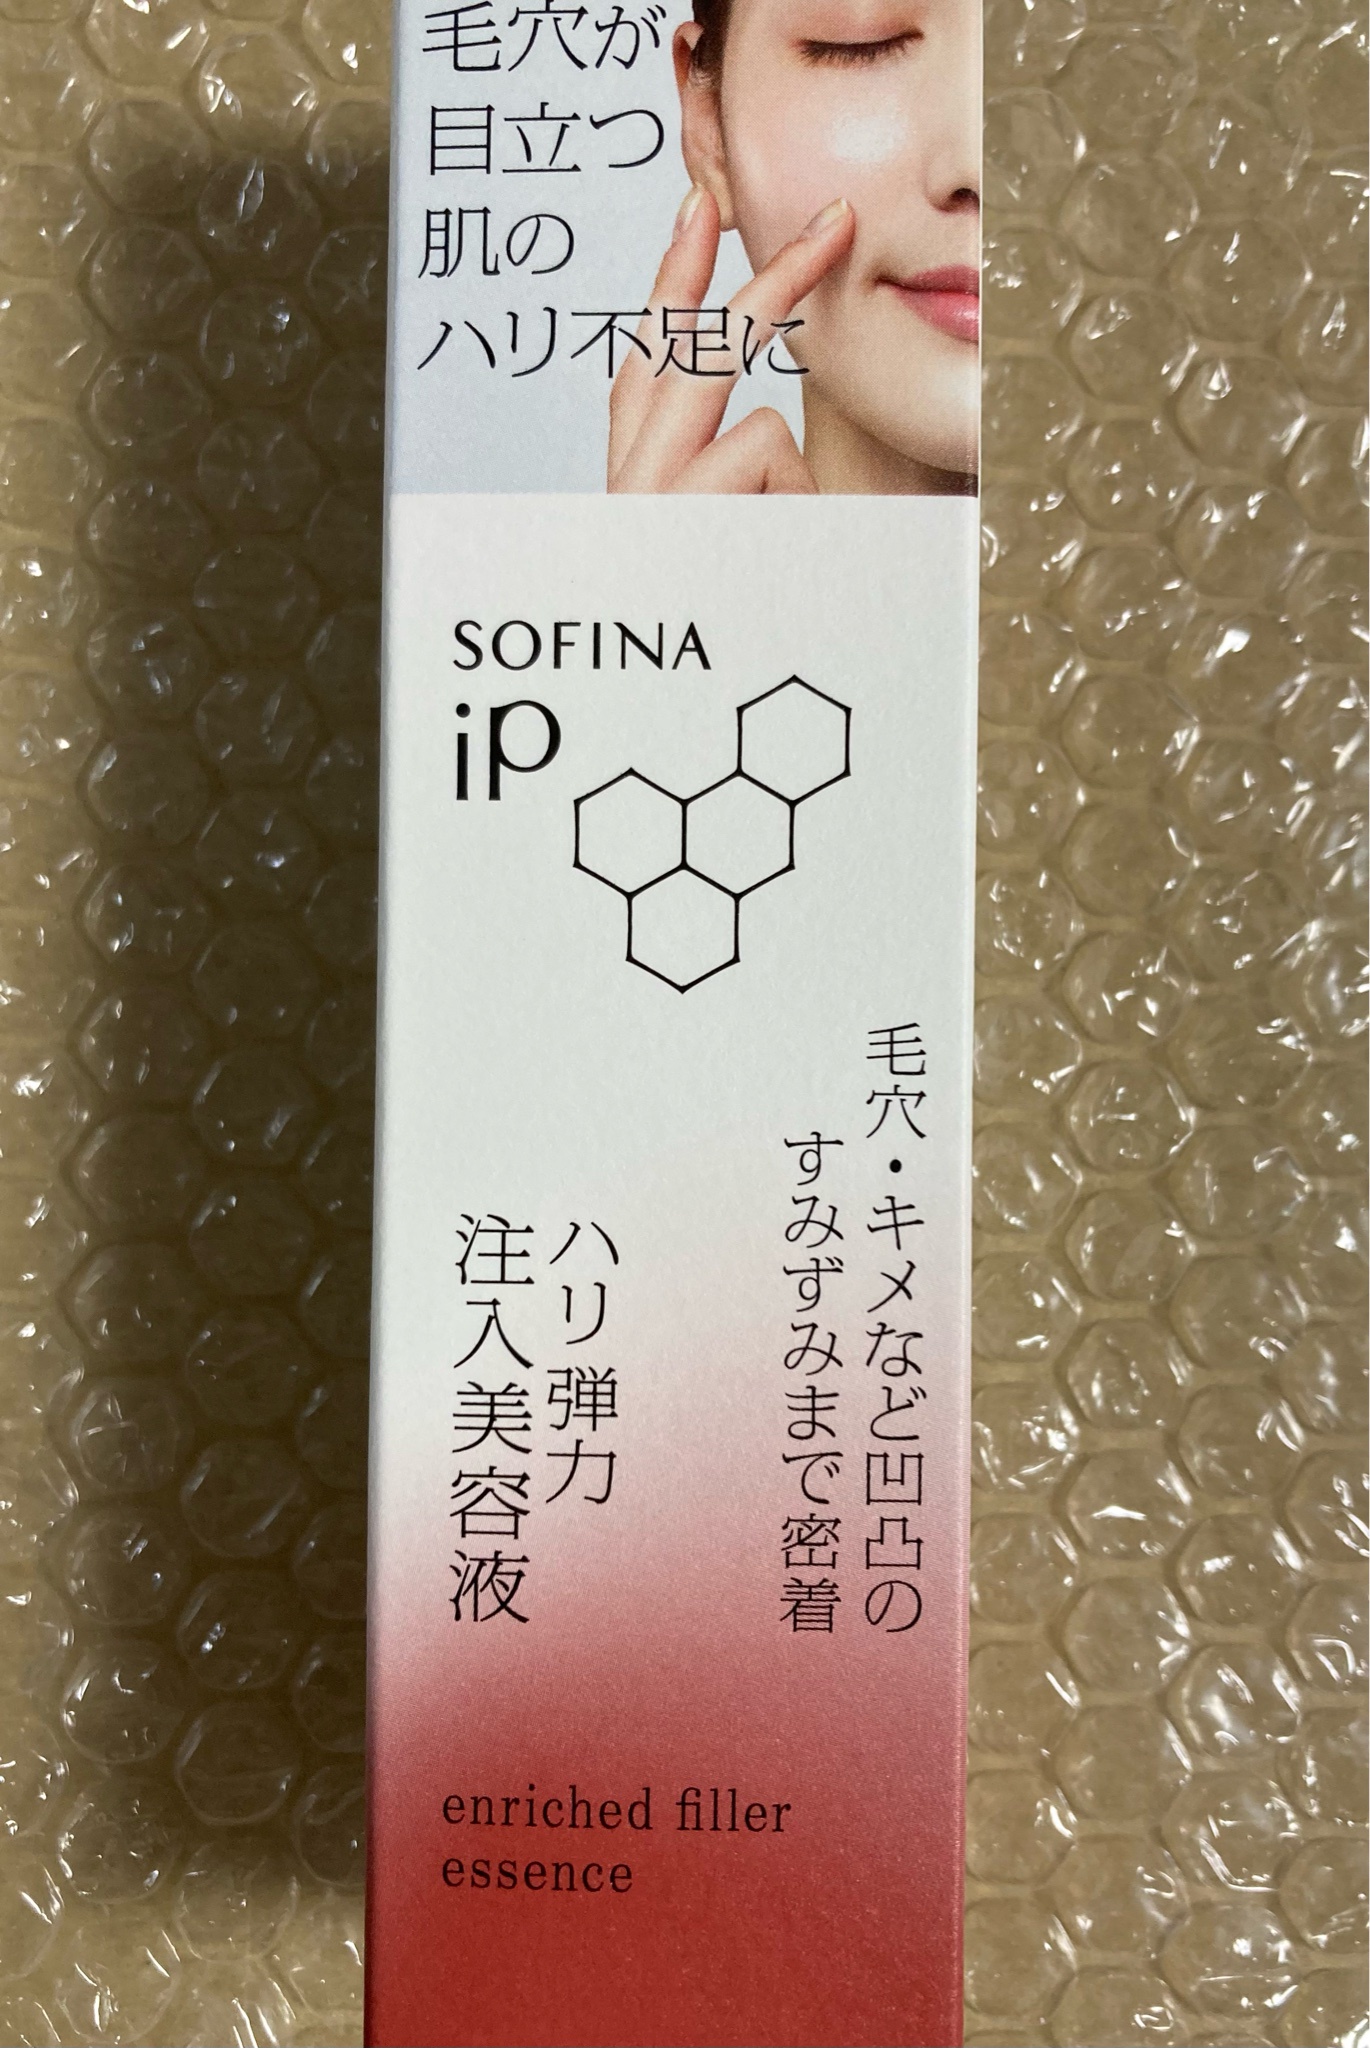 毛穴が
目立つ
肌の
ハリ不足に
SOFINA
iP
毛穴・キメなど凹凸の
すみずみまで密着
ハリ弾力
注入美容液
enriched filler
essence